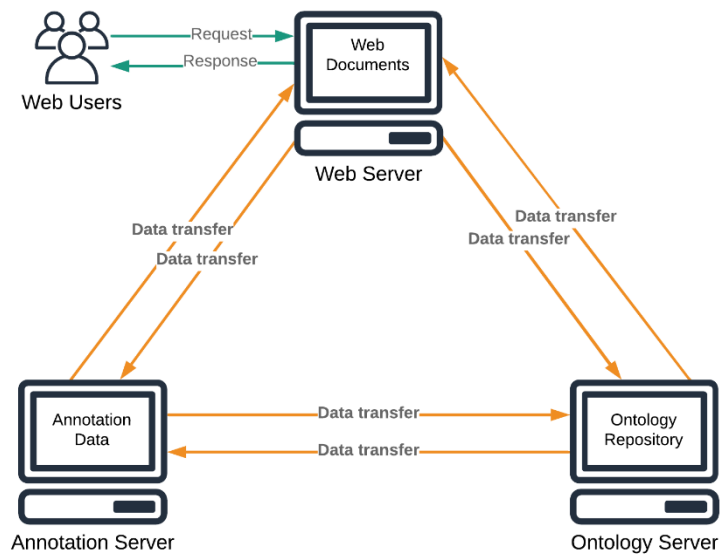 Request
Web
Documents
Response
Web Users
Web Server
Data transfer
Data transfer
Data transfer
Data transfer
Annotation
Data
Data transfer
Data transfer
Ontology
Repository
Annotation Server
Ontology Server